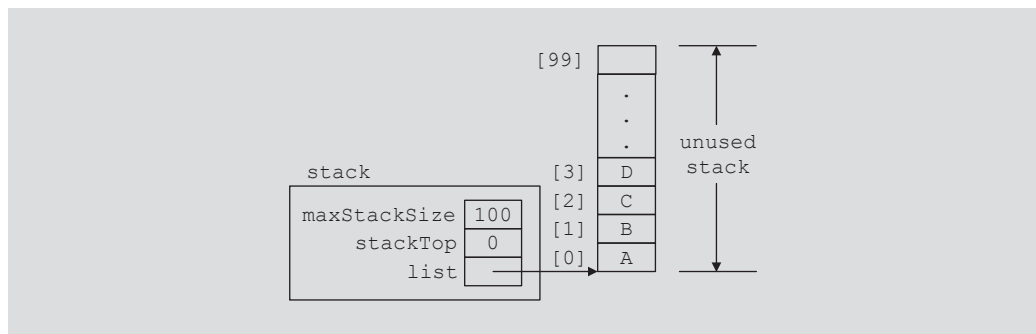 [99]
.
.
.
unused
stack
stack
[3] D
[2] C
[1] B
[0] A
maxStackSize 100
stackTop 0
list